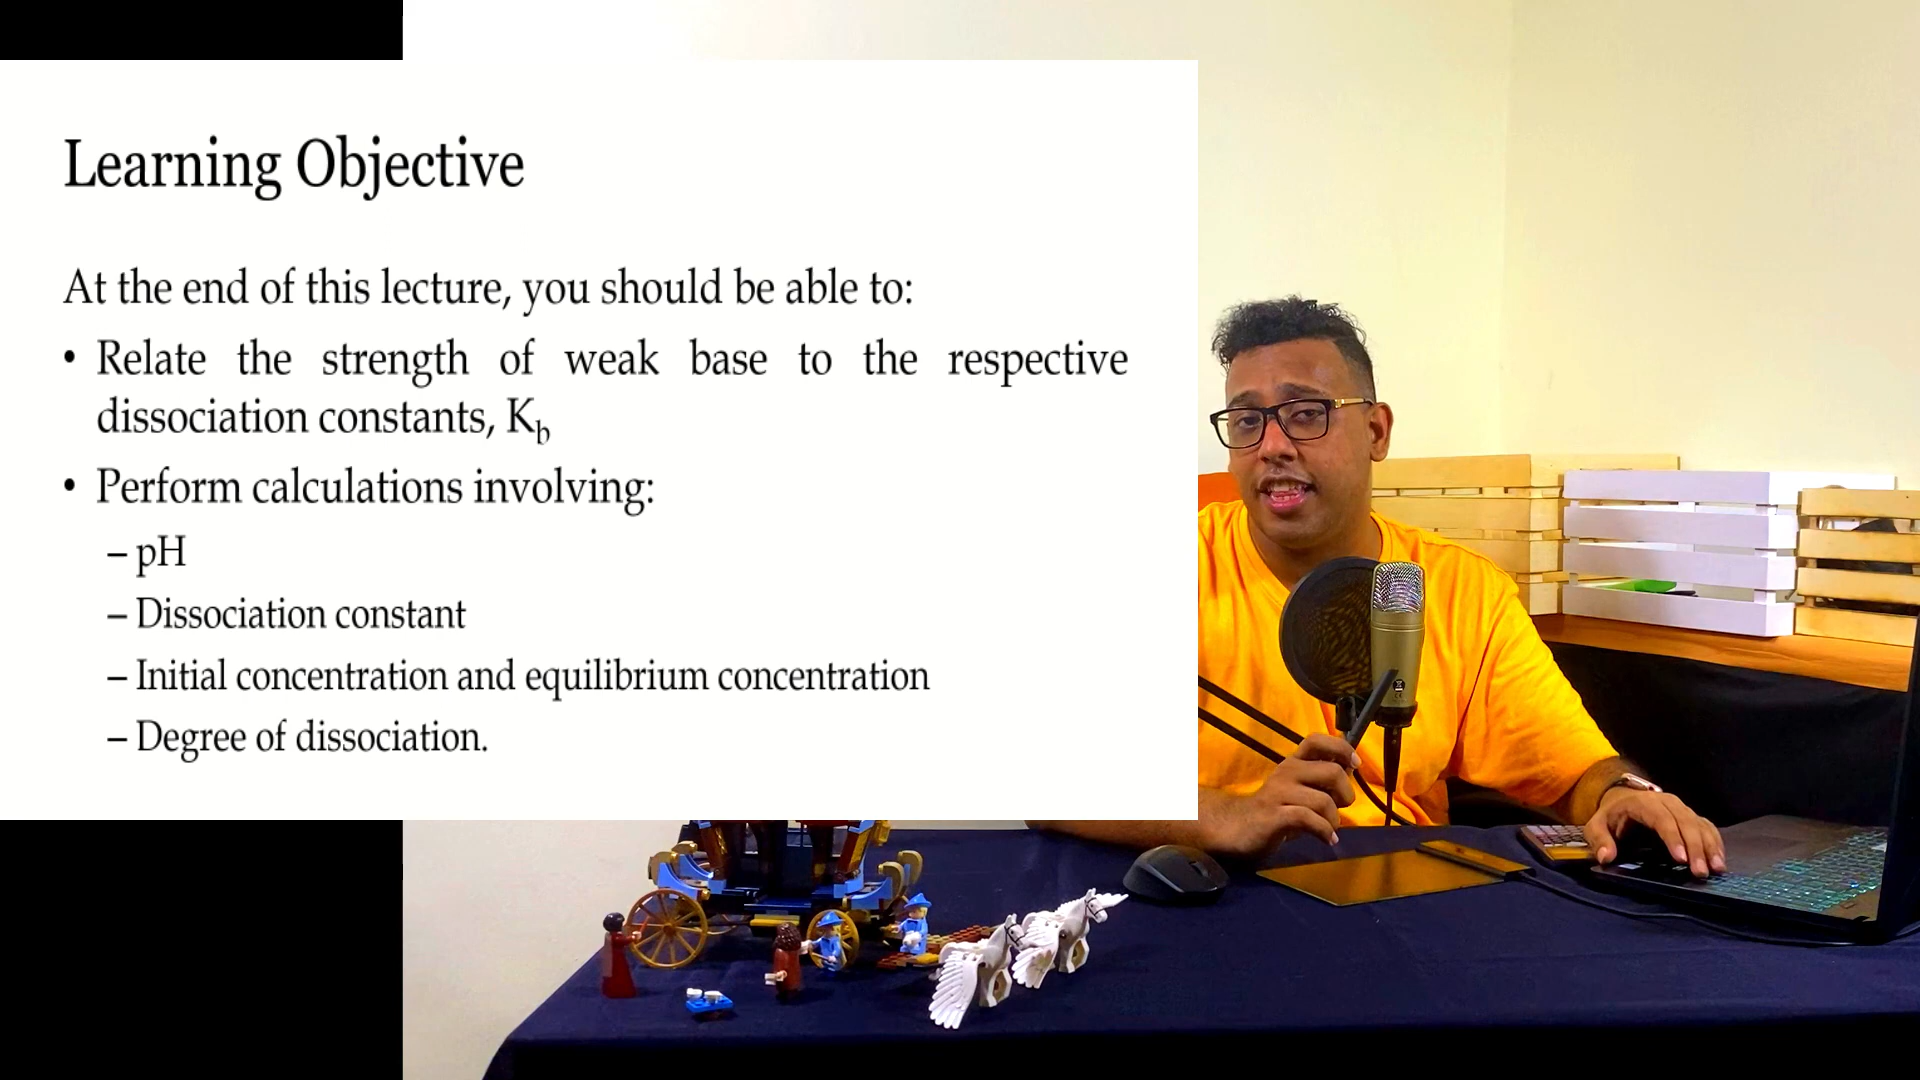 Learning Objective
At the end of this lecture, you should be able to:
• Relate the strength of weak base to the respective
dissociation constants, K_b
• Perform calculations involving:
– pH
– Dissociation constant
– Initial concentration and equilibrium concentration
– Degree of dissociation.